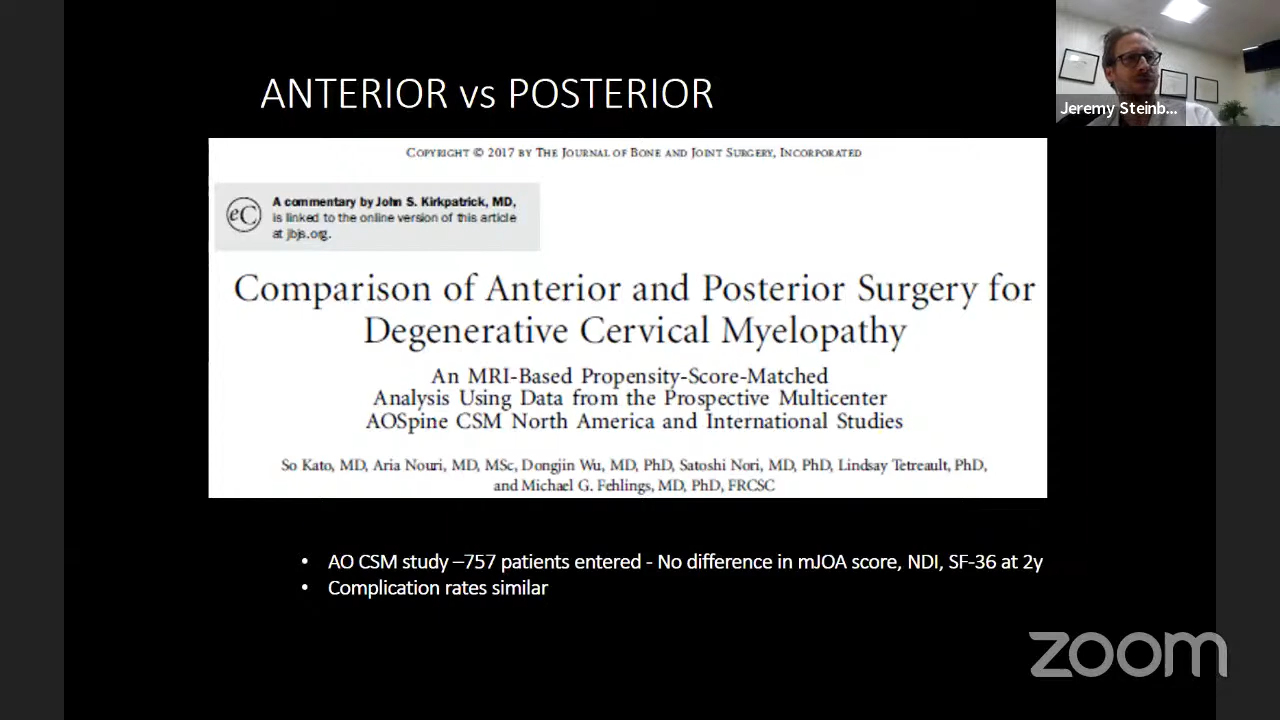 ANTERIOR vs POSTERIOR
Jeremy Steinb...
COPYRIGHT © 2017 BY THE JOURNAL OF BONE AND JOINT SURGERY, INCORPORATED
eC
A commentary by John S. Kirkpatrick, MD,
is linked to the online version of this article
at jbjs.org.
Comparison of Anterior and Posterior Surgery for
Degenerative Cervical Myelopathy
An MRI-Based Propensity-Score-Matched
Analysis Using Data from the Prospective Multicenter
AOSpine CSM North America and International Studies
So Kato, MD, Aria Nouri, MD, MSc, Dongjin Wu, MD, PhD, Satoshi Nori, MD, PhD, Lindsay Tetreault, PhD,
and Michael G. Fehlings, MD, PhD, FRCSC
• AO CSM study –757 patients entered - No difference in mJOA score, NDI, SF-36 at 2y
• Complication rates similar
zoom